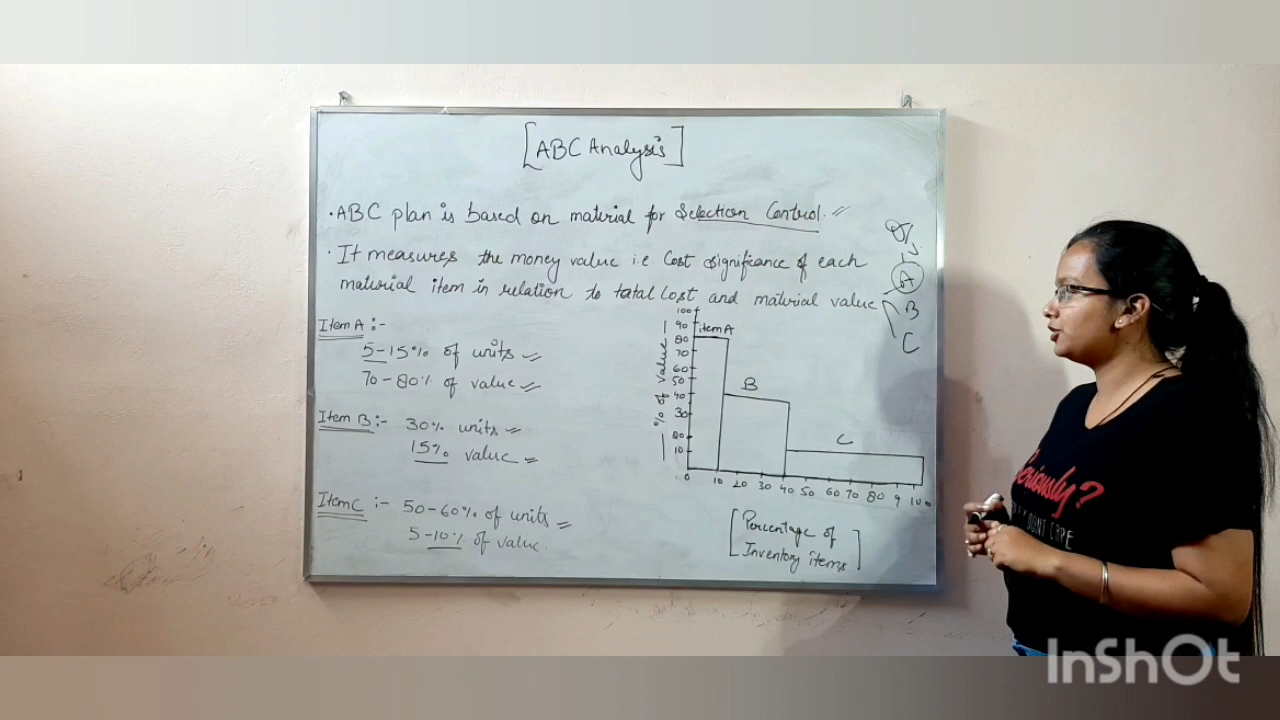 [ABC Analysis]
· ABC plan is based on material for Selection Control.
· It measures the money value i.e Cost significance of each
material item in relation to total Cost and material value
A
B
C
Item A :-
5-15% of units
70-80% of value
Item B :- 30% units
15% value
Item C :- 50-60% of units
5-10% of value.
% of value
100
90
80
70
60
50
40
30
20
10
0
item A
B
C
10 20 30 40 50 60 70 80 9 100
[Percentage of
Inventory items]
Seriously?
DONT CARE
InShOt